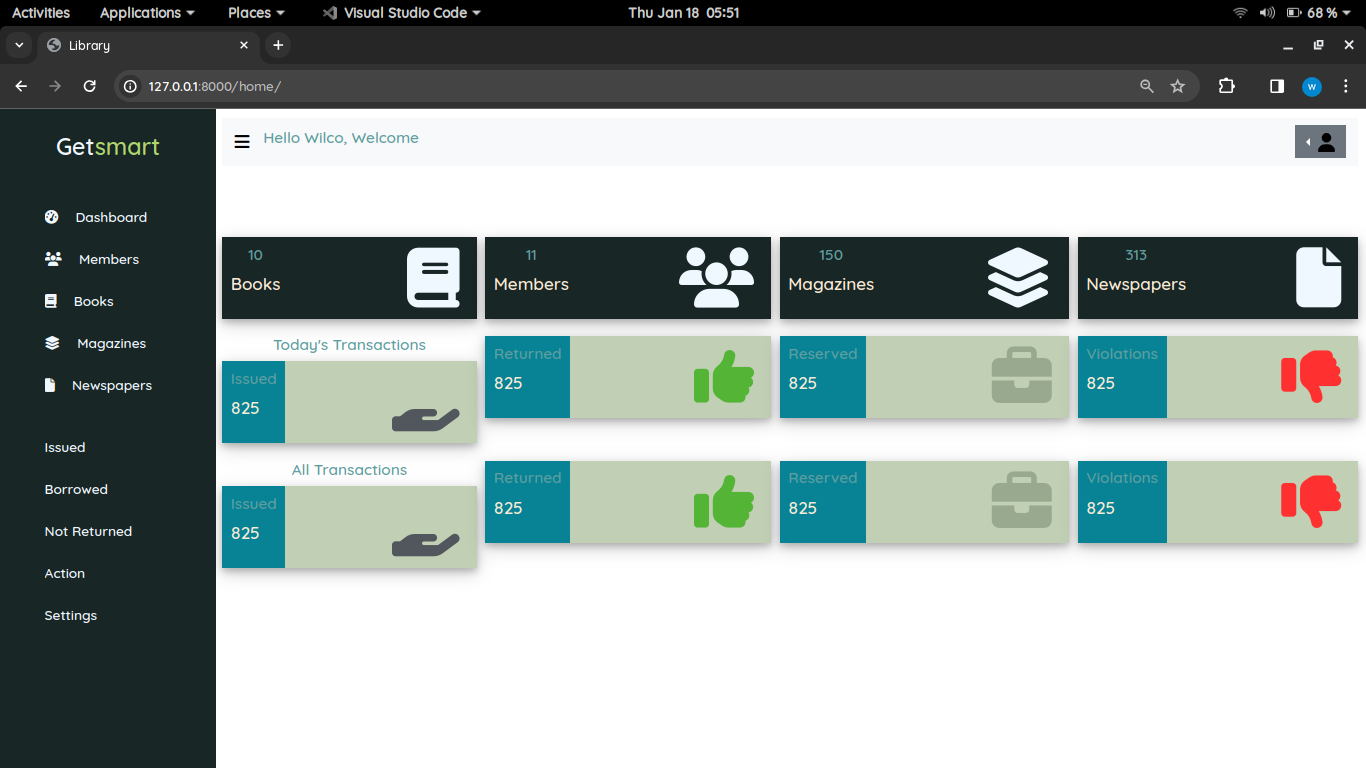 Activities Applications Places Visual Studio Code Thu Jan 18 05:51 68 %
Library
127.0.0.1:8000/home/ w
Getsmart
Dashboard
Members
Books
Magazines
Newspapers
Issued
Borrowed
Not Returned
Action
Settings
Hello Wilco, Welcome
10
Books
11
Members
150
Magazines
313
Newspapers
Today's Transactions
Issued
825
Returned
825
Reserved
825
Violations
825
All Transactions
Issued
825
Returned
825
Reserved
825
Violations
825